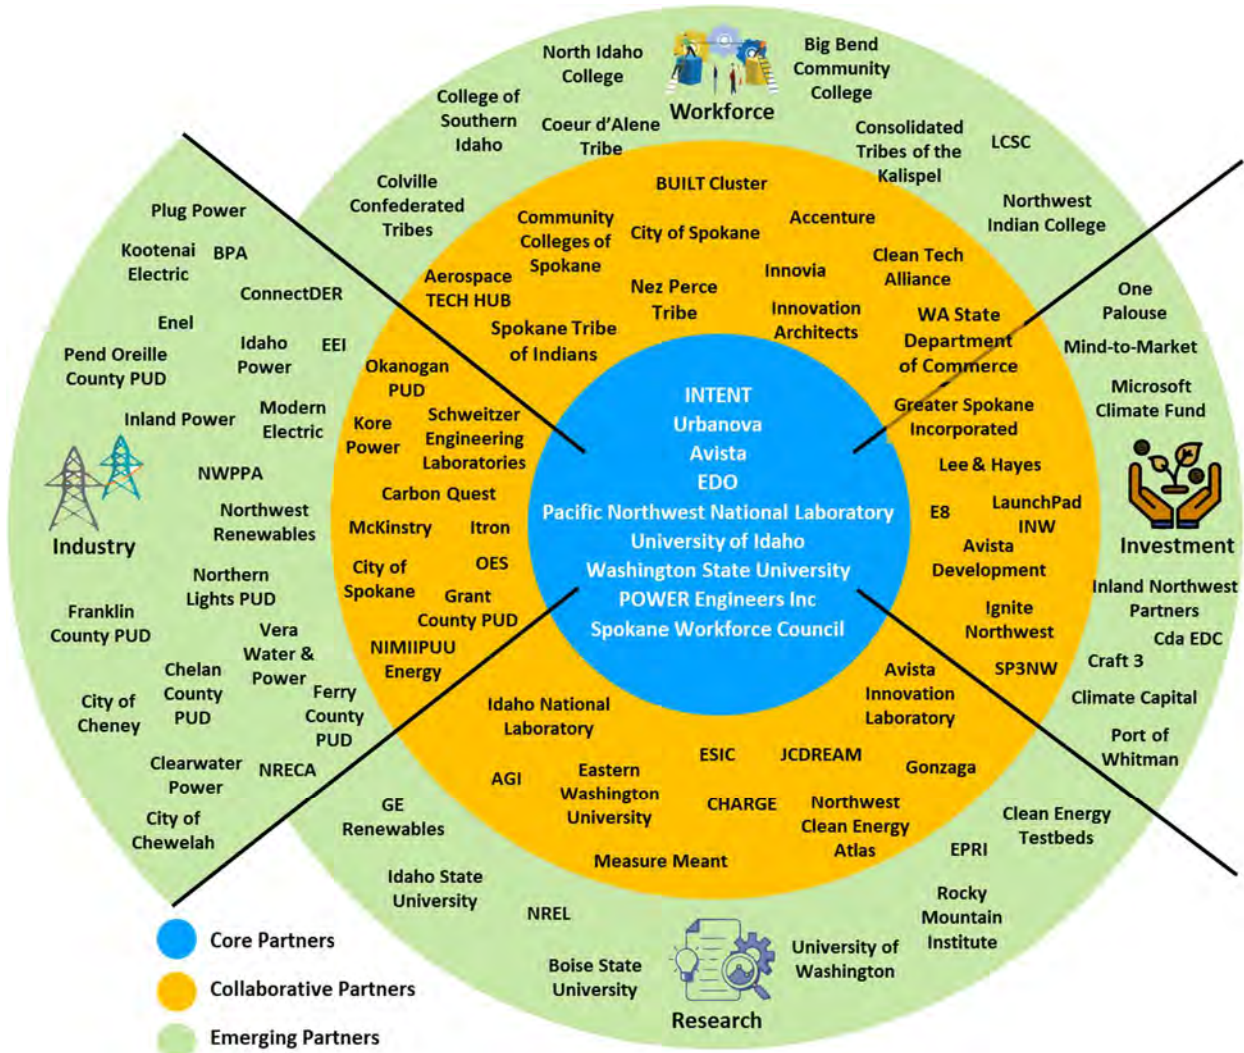 North Idaho
College
Big Bend
Community
College
College of
Southern
Idaho
Coeur d'Alene
Tribe
Workforce
Consolidated
Tribes of the
Kalispel
LCSC
Colville
Confederated
Tribes
Northwest
Indian College
BUILT Cluster
Community
Colleges of
Spokane
City of Spokane
Accenture
Aerospace
TECH HUB
Nez Perce
Tribe
Innovia
Clean Tech
Alliance
Spokane Tribe
of Indians
Innovation
Architects
WA State
Department
of Commerce
Plug Power
Kootenai
Electric
BPA
ConnectDER
Enel
Idaho
Power
EEI
Pend Oreille
County PUD
Inland Power
Modern
Electric
NWPPA
Northwest
Renewables
Industry
Northern
Lights PUD
Franklin
County PUD
Vera
Water &
Power
Chelan
County
PUD
City of
Cheney
Ferry
County
PUD
Clearwater
Power
NRECA
City of
Chewelah
Okanogan
PUD
Kore
Power
Schweitzer
Engineering
Laboratories
Carbon Quest
McKinstry
Itron
City of
Spokane
OES
Grant
County PUD
NIMIIPUU
Energy
INTENT
Urbanova
Avista
EDO
Pacific Northwest National Laboratory
University of Idaho
Washington State University
POWER Engineers Inc
Spokane Workforce Council
Greater Spokane
Incorporated
Lee & Hayes
E8
LaunchPad
INW
Avista
Development
Ignite
Northwest
SP3NW
One
Palouse
Mind-to-Market
Microsoft
Climate Fund
Investment
Inland Northwest
Partners
Cda EDC
Craft 3
Climate Capital
Port of
Whitman
Idaho National
Laboratory
Avista
Innovation
Laboratory
AGI
Eastern
Washington
University
ESIC
JCDREAM
Gonzaga
CHARGE
Northwest
Clean Energy
Atlas
Measure Meant
GE
Renewables
Clean Energy
Testbeds
EPRI
Idaho State
University
NREL
Rocky
Mountain
Institute
Boise State
University
University of
Washington
Research
Core Partners
Collaborative Partners
Emerging Partners